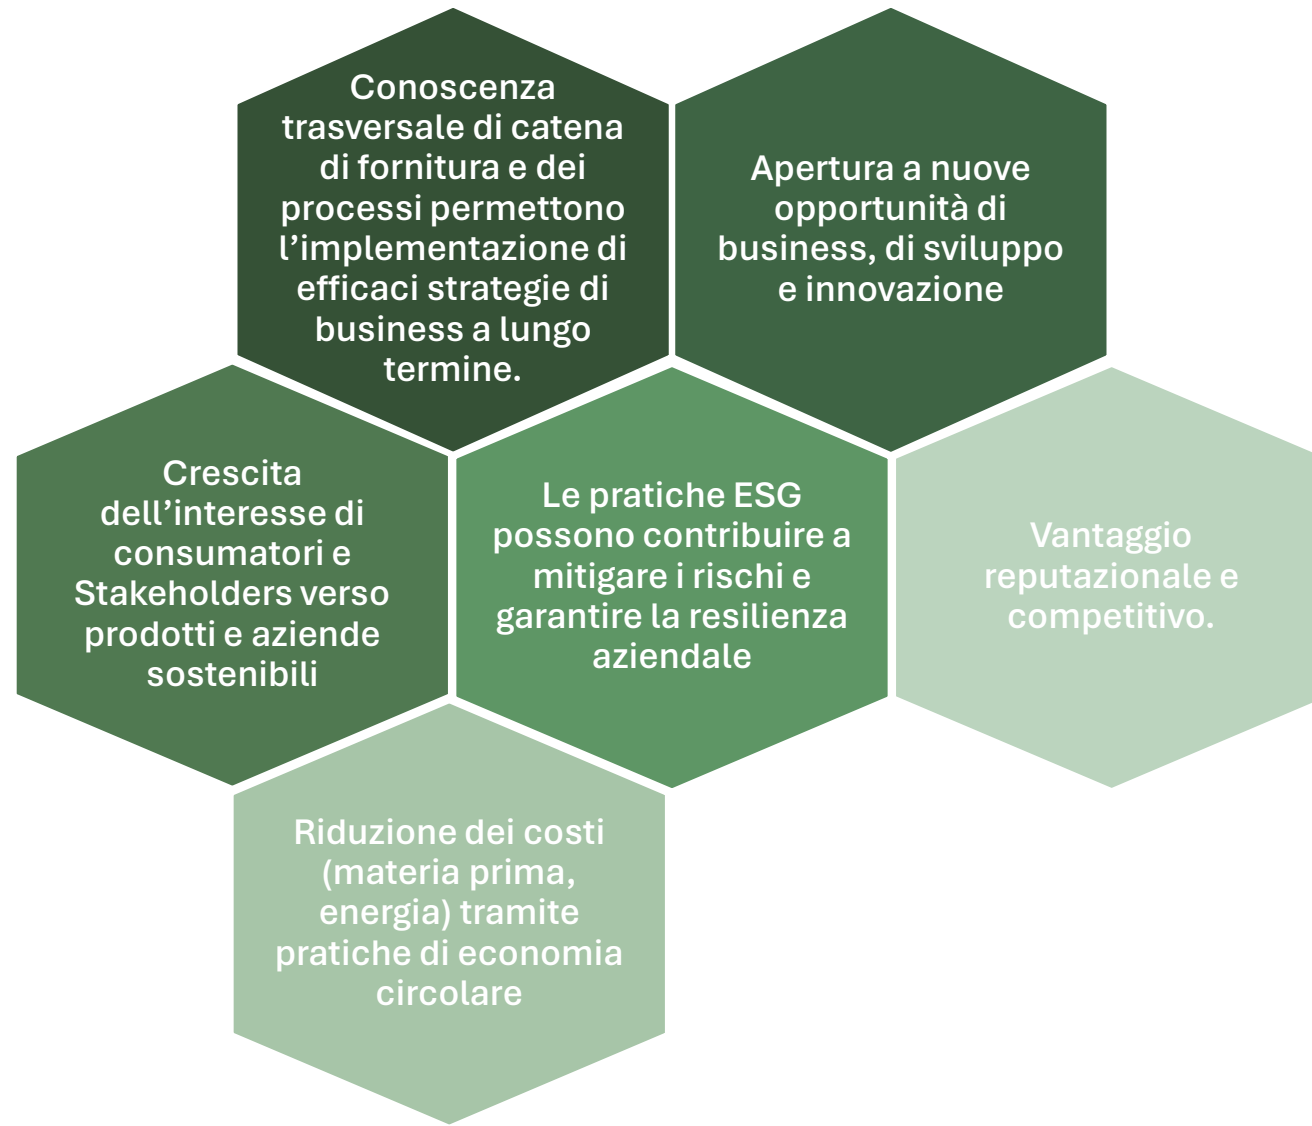 Conoscenza
trasversale di catena
di fornitura e dei
processi permettono
l’implementazione di
efficaci strategie di
business a lungo
termine.
Apertura a nuove
opportunità di
business, di sviluppo
e innovazione
Crescita
dell’interesse di
consumatori e
Stakeholders verso
prodotti e aziende
sostenibili
Le pratiche ESG
possono contribuire a
mitigare i rischi e
garantire la resilienza
aziendale
Vantaggio
reputazionale e
competitivo.
Riduzione dei costi
(materia prima,
energia) tramite
pratiche di economia
circolare